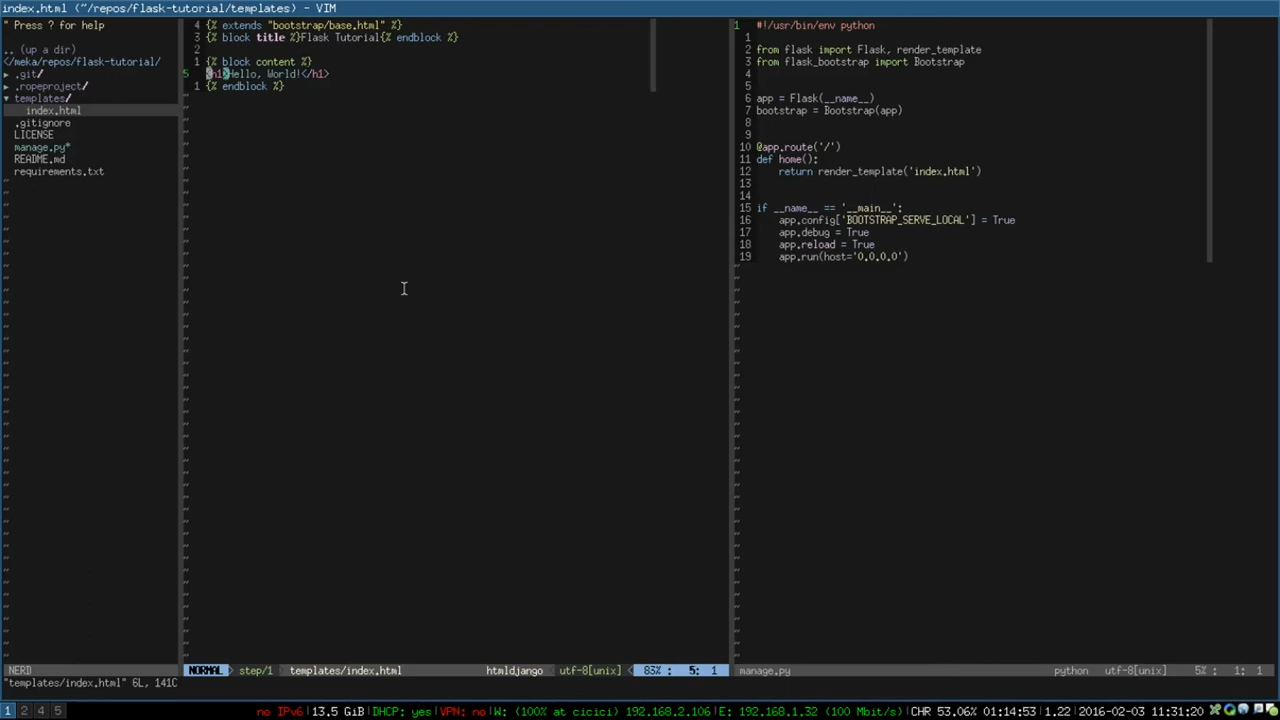 index.html (~/repos/flask-tutorial/templates) - VIM
" Press ? for help
.. (up a dir)
</meka/repos/flask-tutorial/
▸ .git/
▸ .ropeproject/
▾ templates/
index.html
.gitignore
LICENSE
manage.py*
README.md
requirements.txt
4 {% extends "bootstrap/base.html" %}
3 {% block title %}Flask Tutorial{% endblock %}
2
1 {% block content %}
5 <h1>Hello, World!</h1>
1 {% endblock %}
1 #!/usr/bin/env python
1
2 from flask import Flask, render_template
3 from flask_bootstrap import Bootstrap
4
5
6 app = Flask(__name__)
7 bootstrap = Bootstrap(app)
8
9
10 @app.route('/')
11 def home():
12 return render_template('index.html')
13
14
15 if __name__ == '__main__':
16 app.config['BOOTSTRAP_SERVE_LOCAL'] = True
17 app.debug = True
18 app.reload = True
19 app.run(host='0.0.0.0')
NERD
NORMAL step/1 templates/index.html htmldjango utf-8[unix] 83% : 5: 1
manage.py python utf-8[unix] 5% : 1: 1
"templates/index.html" 6L, 141C
1 2 4 5 no IPv6|13.5 GiB|DHCP: yes|VPN: no|W: (100% at cicici) 192.168.2.106|E: 192.168.1.32 (100 Mbit/s)|CHR 53.06% 01:14:53|1.22|2016-02-03 11:31:20